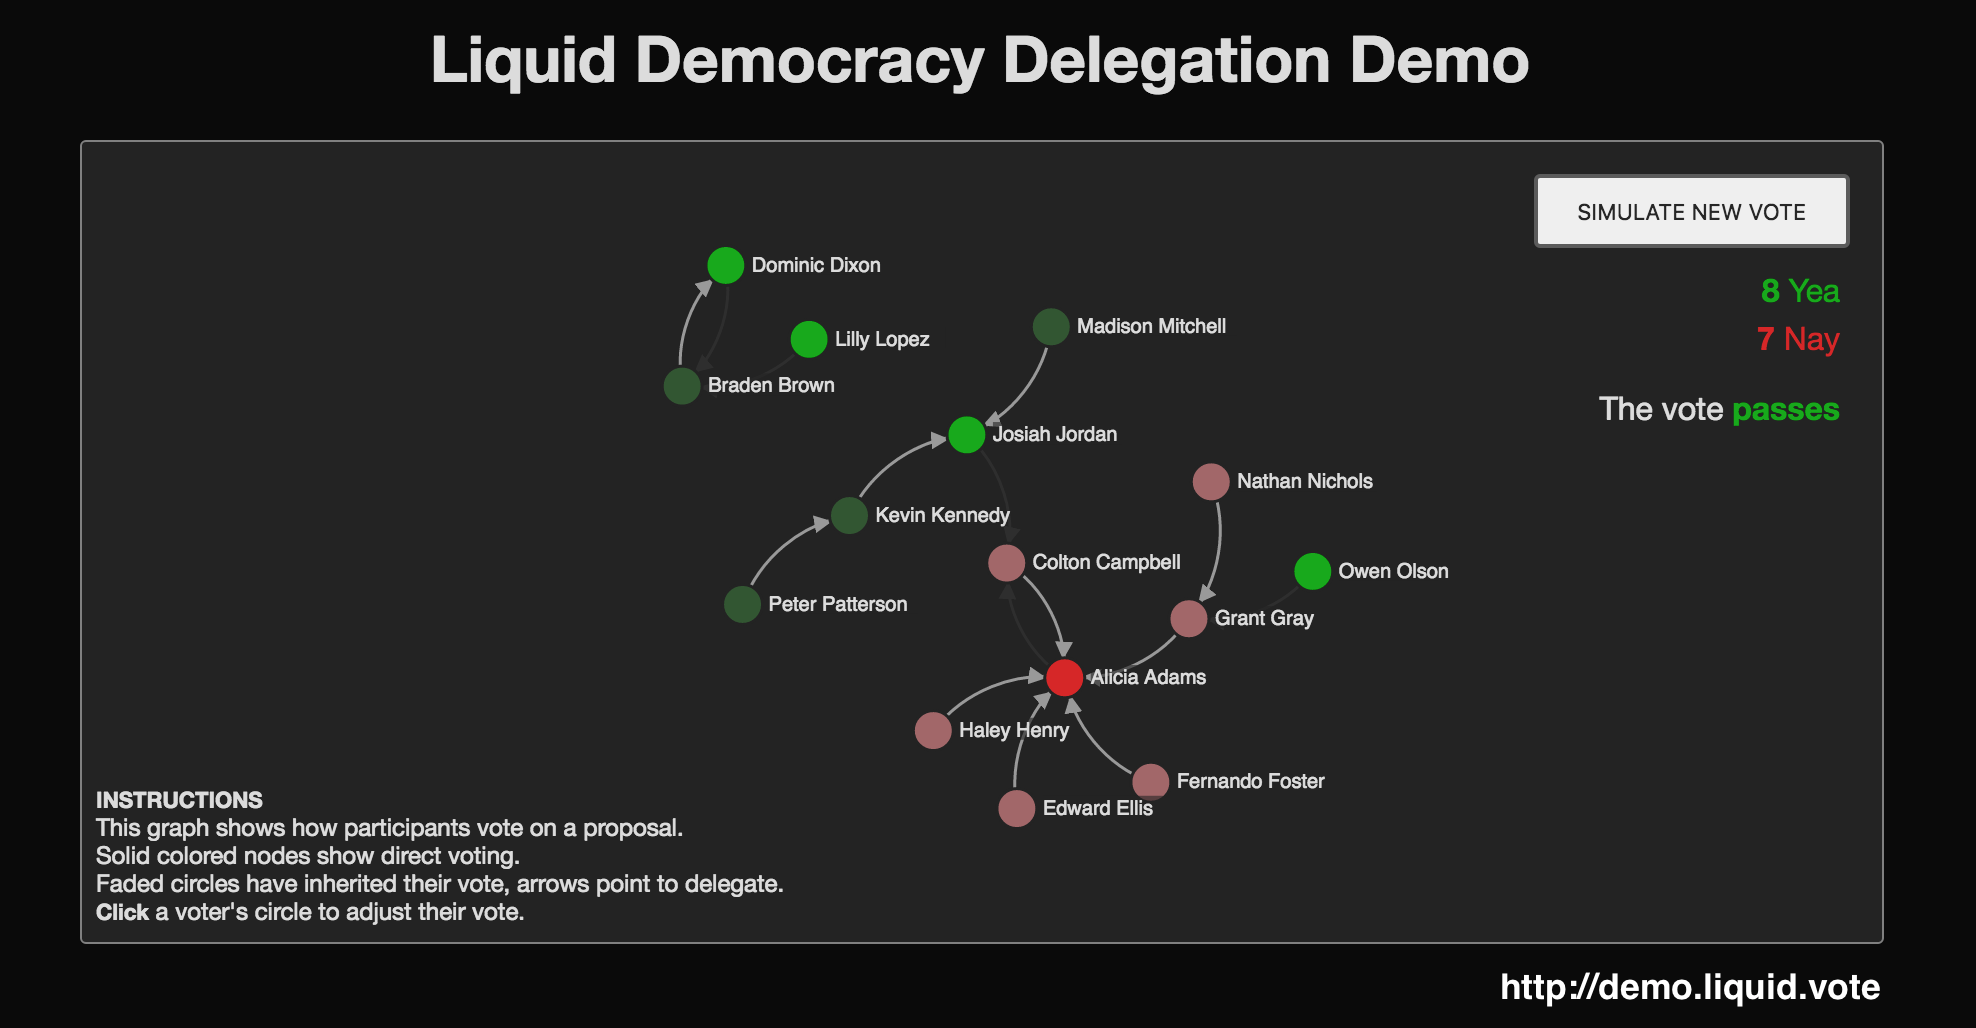 Liquid Democracy Delegation Demo
SIMULATE NEW VOTE
8 Yea
7 Nay
The vote passes
Dominic Dixon
Lilly Lopez
Madison Mitchell
Braden Brown
Josiah Jordan
Nathan Nichols
Kevin Kennedy
Colton Campbell
Owen Olson
Peter Patterson
Grant Gray
Alicia Adams
Haley Henry
Fernando Foster
Edward Ellis
INSTRUCTIONS
This graph shows how participants vote on a proposal.
Solid colored nodes show direct voting.
Faded circles have inherited their vote, arrows point to delegate.
Click a voter's circle to adjust their vote.
http://demo.liquid.vote